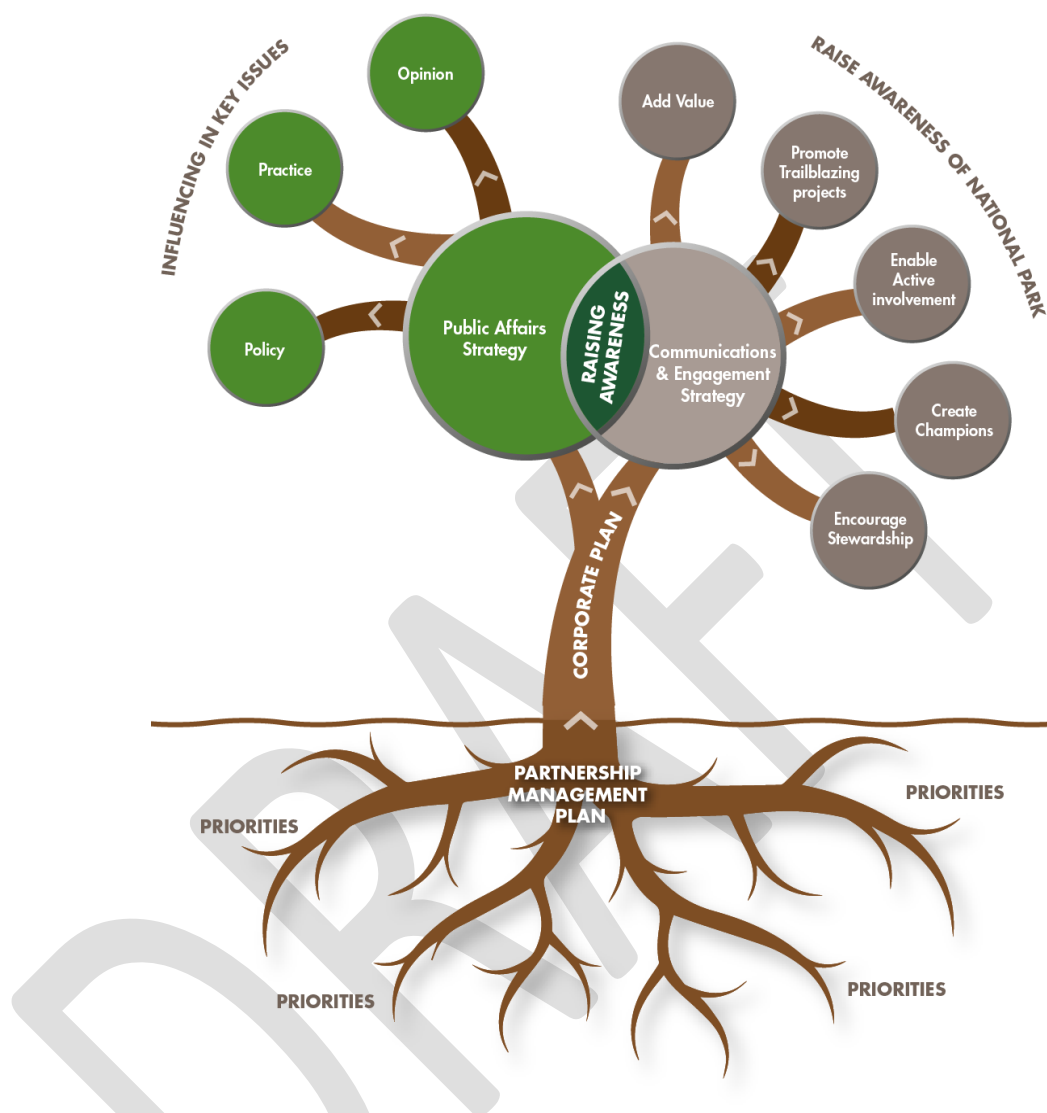 INFLUENCING IN KEY ISSUES
RAISE AWARENESS OF NATIONAL PARK
Opinion
Practice
Policy
Add Value
Promote
Trailblazing
projects
Enable
Active
involvement
Create
Champions
Encourage
Stewardship
Public Affairs
Strategy
RAISING
AWARENESS
Communications
& Engagement
Strategy
CORPORATE PLAN
PARTNERSHIP
MANAGEMENT
PLAN
PRIORITIES
PRIORITIES
PRIORITIES
PRIORITIES
DRAFT